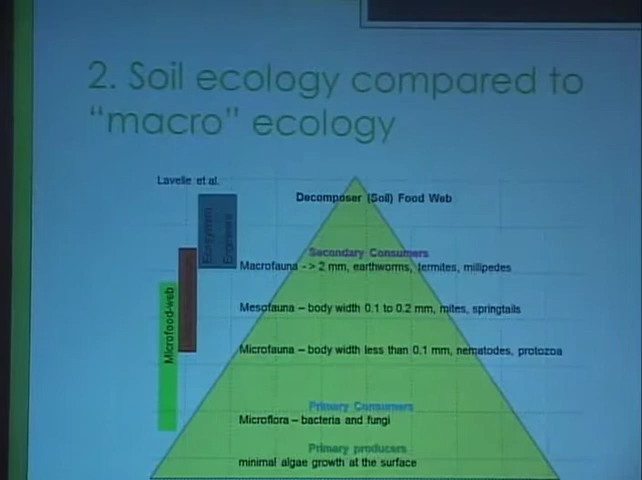 2. Soil ecology compared to
“macro” ecology
Lavelle et al.
Decomposer (Soil) Food Web
Ecosystem
Engineers
Secondary Consumers
Macrofauna - > 2 mm, earthworms, termites, millipedes
Microfood-web
Mesofauna – body width 0.1 to 0.2 mm, mites, springtails
Microfauna – body width less than 0.1 mm, nematodes, protozoa
Primary Consumers
Microflora – bacteria and fungi
Primary producers
minimal algae growth at the surface